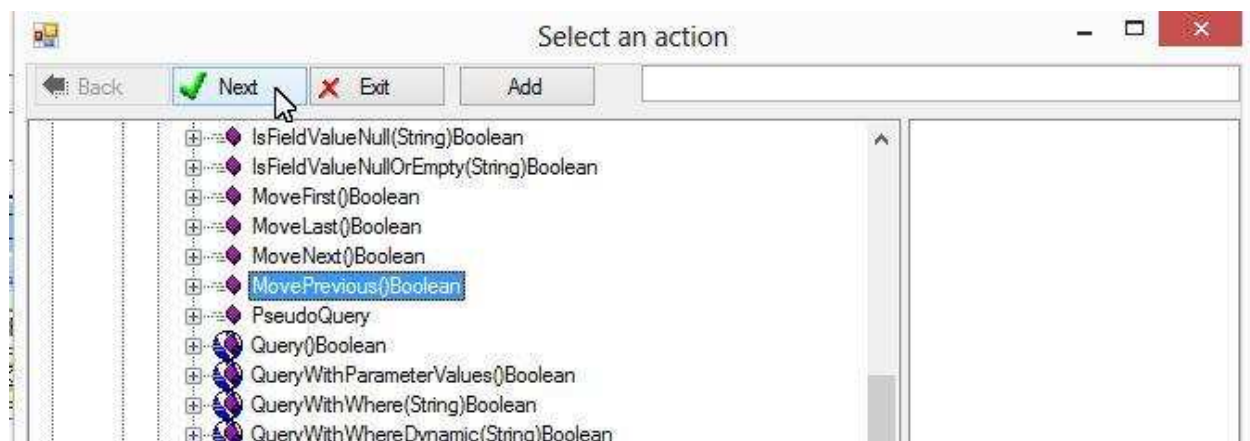 Select an action
Back Next Exit Add
IsFieldValueNull(String)Boolean
IsFieldValueNullOrEmpty(String)Boolean
MoveFirst()Boolean
MoveLast()Boolean
MoveNext()Boolean
MovePrevious()Boolean
PseudoQuery
Query()Boolean
QueryWithParameterValues()Boolean
QueryWithWhere(String)Boolean
QueryWithWhereDynamic(String)Boolean